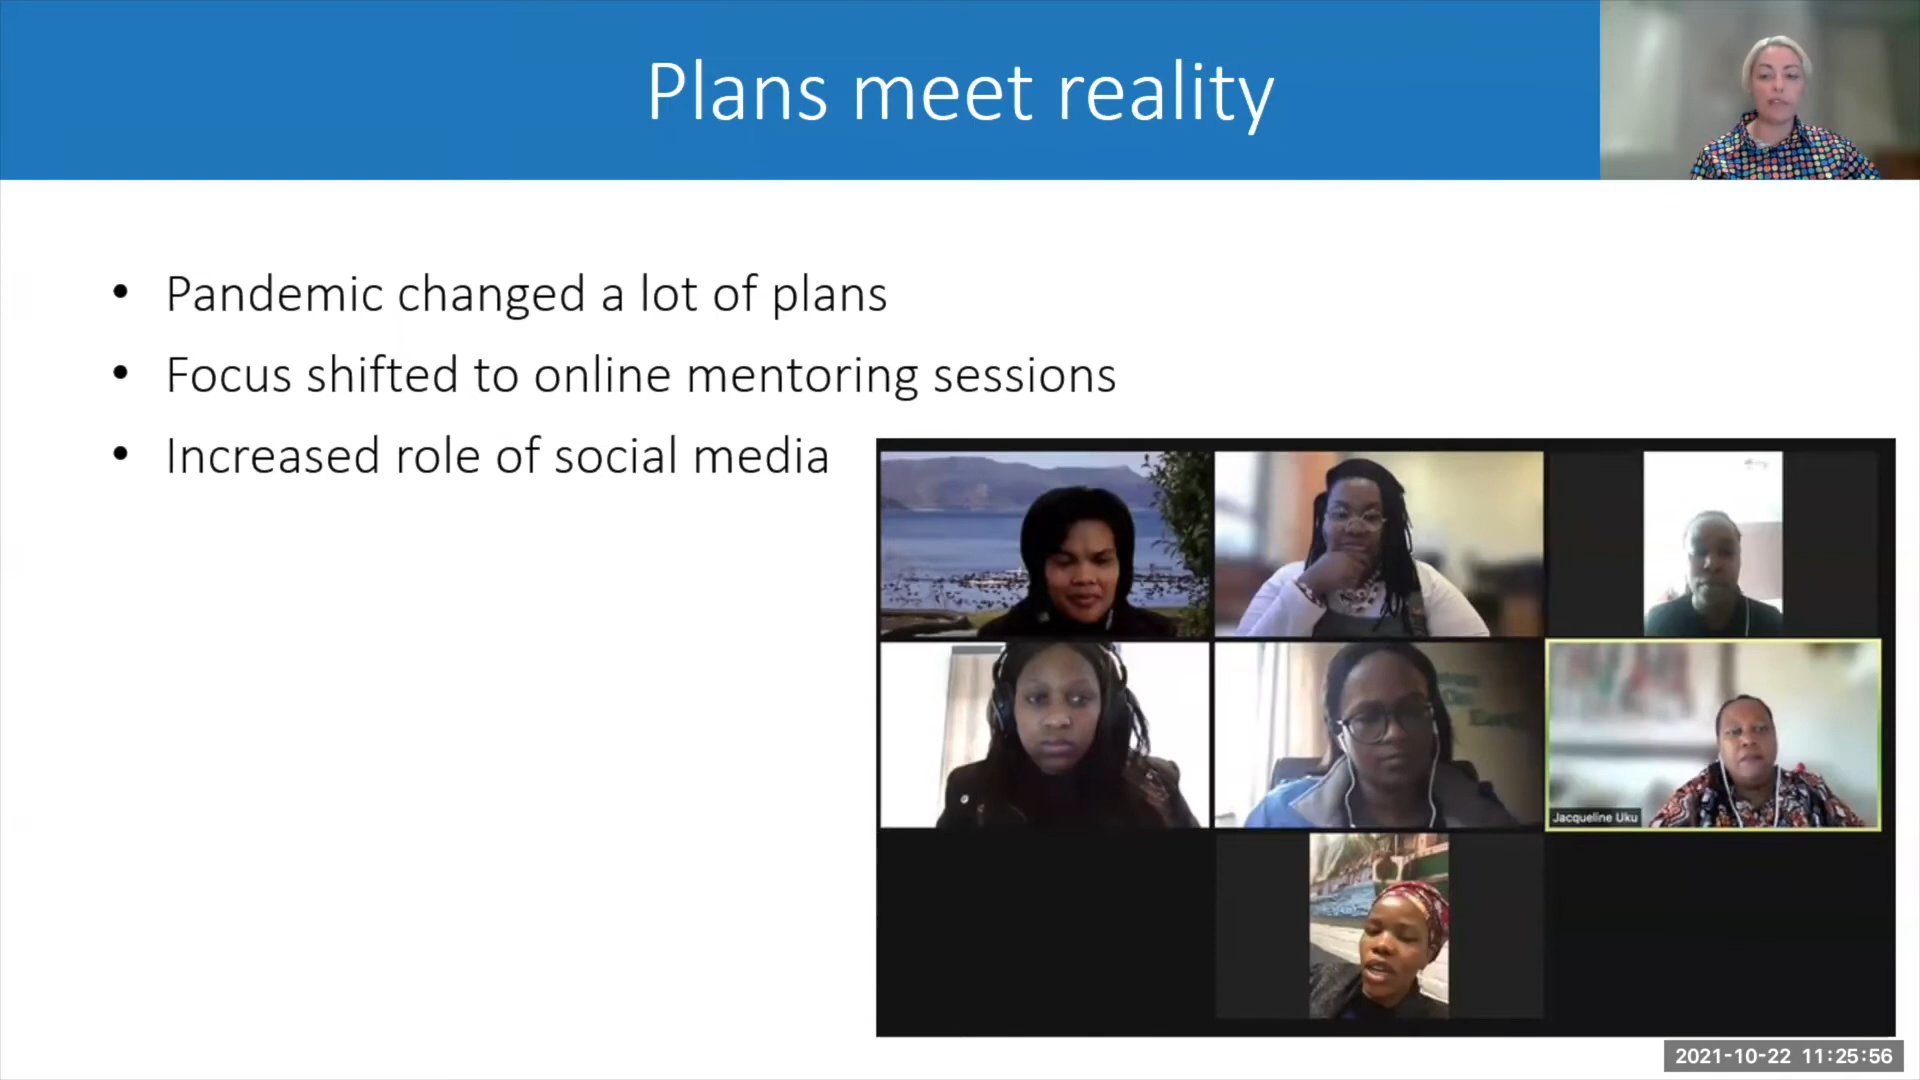 Plans meet reality
• Pandemic changed a lot of plans
• Focus shifted to online mentoring sessions
• Increased role of social media
Jacqueline Uku
2021-10-22 11:25:56